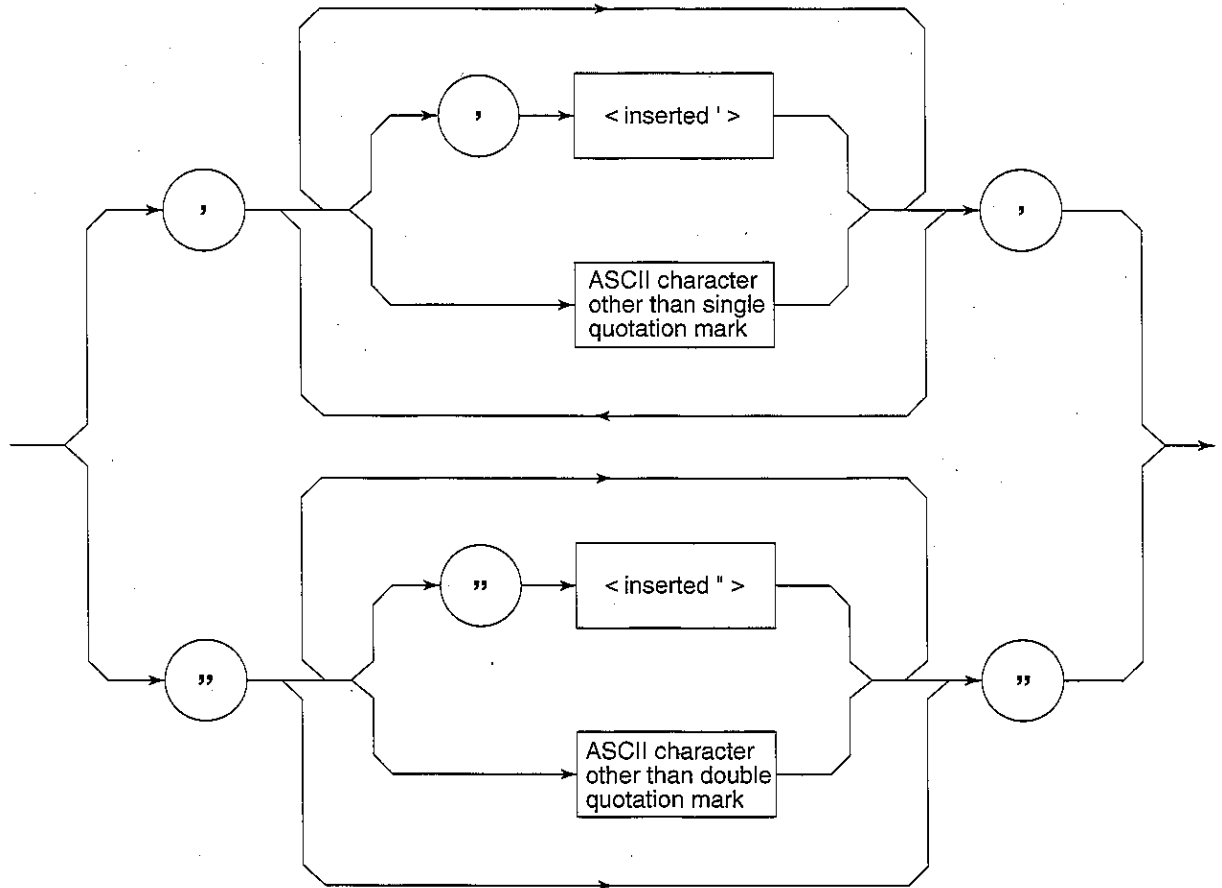 ' < inserted ' >
' '
ASCII character
other than single
quotation mark
" < inserted " >
" "
ASCII character
other than double
quotation mark